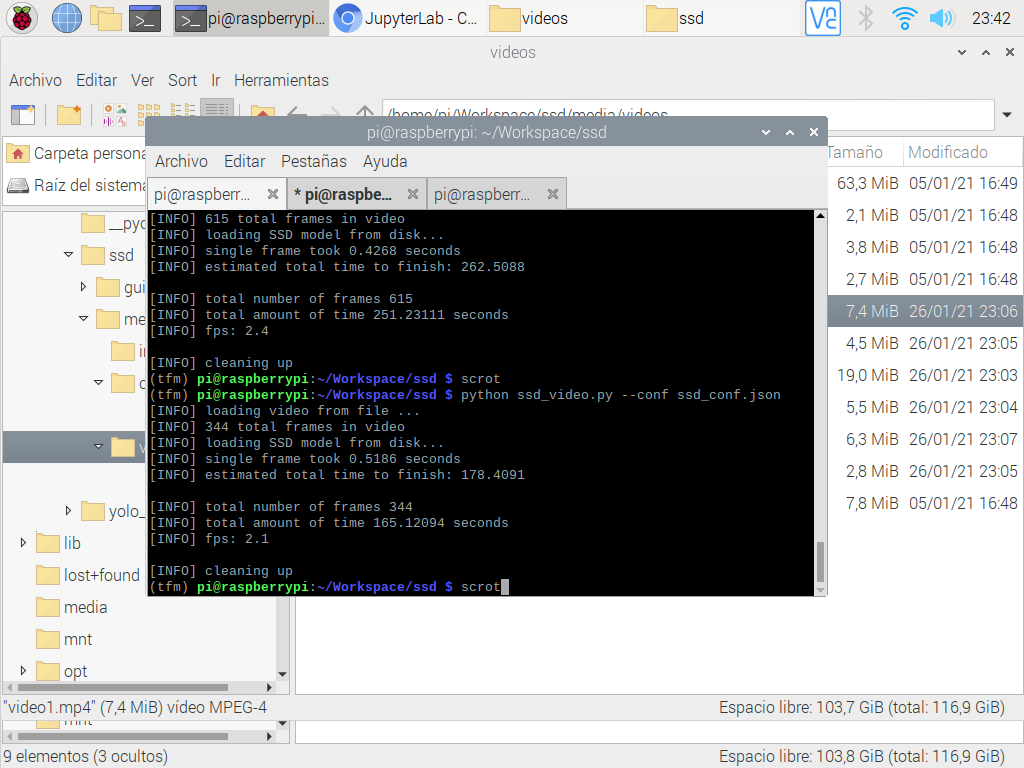 pi@raspberrypi...
JupyterLab - C...
videos
ssd
VC
23:42
videos
Archivo Editar Ver Sort Ir Herramientas
/home/pi/Workspace/ssd/media/videos
Carpeta persona
Raíz del sistema
Tamaño Modificado
63,3 MiB 05/01/21 16:49
2,1 MiB 05/01/21 16:48
3,8 MiB 05/01/21 16:48
2,7 MiB 05/01/21 16:48
7,4 MiB 26/01/21 23:06
4,5 MiB 26/01/21 23:05
19,0 MiB 26/01/21 23:03
5,5 MiB 26/01/21 23:04
6,3 MiB 26/01/21 23:07
2,8 MiB 26/01/21 23:05
7,8 MiB 05/01/21 16:48
ssd
gui
me
yolo_
lib
lost+found
media
mnt
opt
pi@raspberrypi: ~/Workspace/ssd
Archivo Editar Pestañas Ayuda
pi@raspberr...
* pi@raspbe...
pi@raspberr...
[INFO] 615 total frames in video
[INFO] loading SSD model from disk...
[INFO] single frame took 0.4268 seconds
[INFO] estimated total time to finish: 262.5088
[INFO] total number of frames 615
[INFO] total amount of time 251.23111 seconds
[INFO] fps: 2.4
[INFO] cleaning up
(tfm) pi@raspberrypi:~/Workspace/ssd $ scrot
(tfm) pi@raspberrypi:~/Workspace/ssd $ python ssd_video.py --conf ssd_conf.json
[INFO] loading video from file ...
[INFO] 344 total frames in video
[INFO] loading SSD model from disk...
[INFO] single frame took 0.5186 seconds
[INFO] estimated total time to finish: 178.4091
[INFO] total number of frames 344
[INFO] total amount of time 165.12094 seconds
[INFO] fps: 2.1
[INFO] cleaning up
(tfm) pi@raspberrypi:~/Workspace/ssd $ scrot
"video1.mp4" (7,4 MiB) vídeo MPEG-4
Espacio libre: 103,7 GiB (total: 116,9 GiB)
mnt
9 elementos (3 ocultos)
Espacio libre: 103,8 GiB (total: 116,9 GiB)